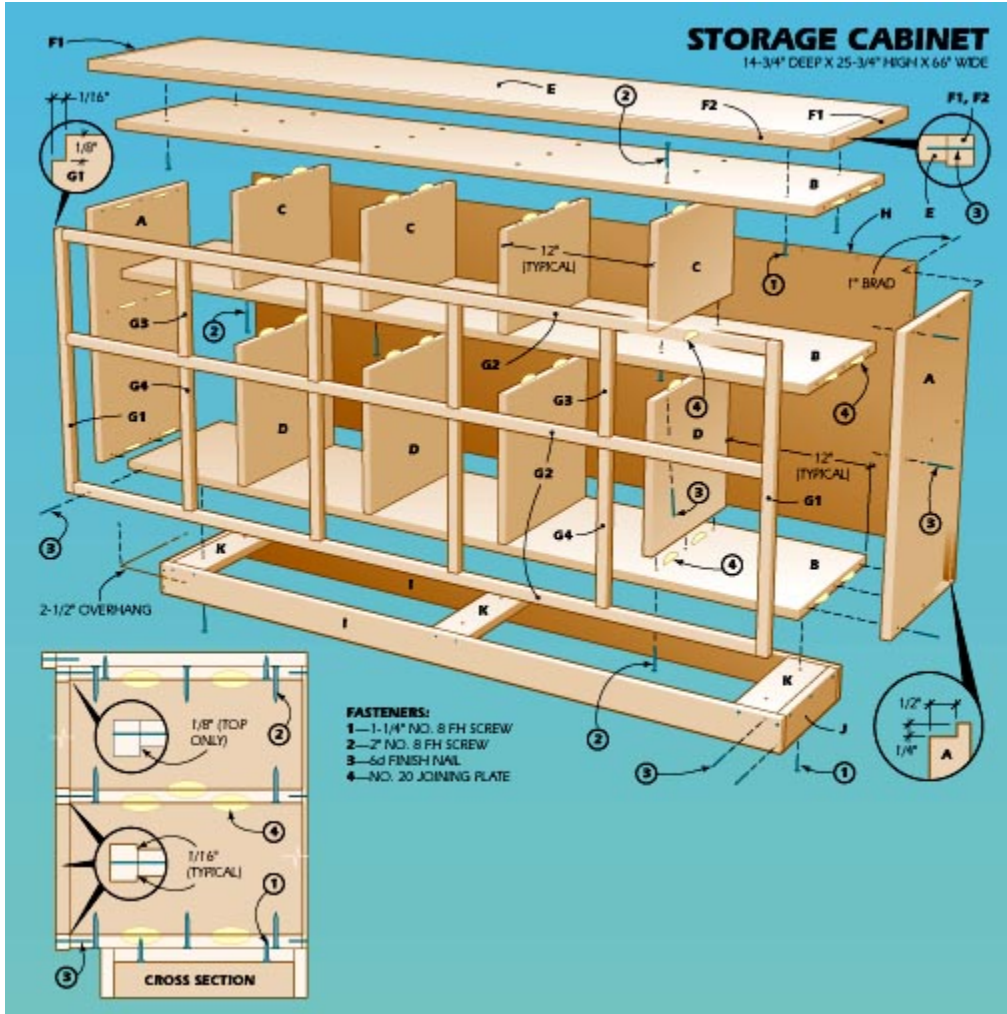 STORAGE CABINET
14-3/4" DEEP X 25-3/4" HIGH X 66" WIDE
F1
E
2
F2
F1
F1, F2
1/16"
1/8"
G1
B
E
3
A
C
C
C
H
12"
(TYPICAL)
1
1" BRAD
G3
2
G2
B
A
G4
G3
4
4
G1
D
D
D
12"
(TYPICAL)
G2
3
G1
3
3
G4
4
B
K
2-1/2" OVERHANG
I
I
K
K
J
2
3
1
1/2"
1/4"
A
FASTENERS:
1—1-1/4" NO. 8 FH SCREW
2—2" NO. 8 FH SCREW
3—6d FINISH NAIL
4—NO. 20 JOINING PLATE
1/8" (TOP
ONLY)
2
4
1/16"
(TYPICAL)
1
3
CROSS SECTION